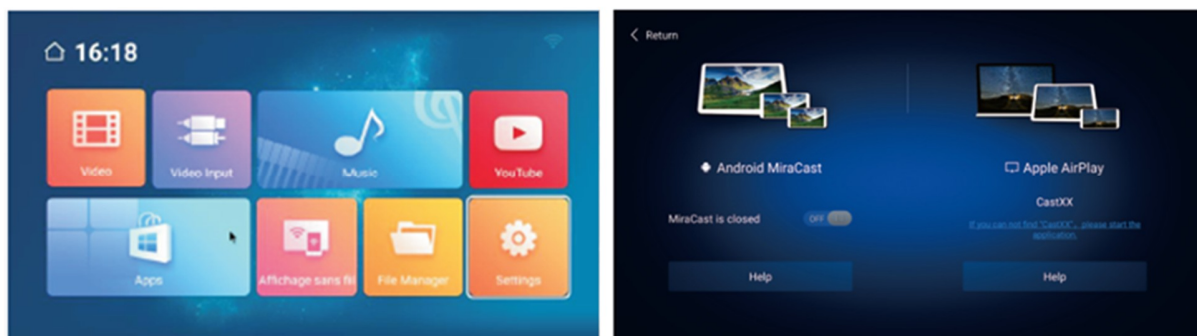 16:18
Video
Video Input
Music
YouTube
Apps
Affichage sans fil
File Manager
Settings
Return
Android MiraCast
Apple AirPlay
MiraCast is closed
OFF
CastXX
If you can not find "CastXX", please start the
application.
Help
Help